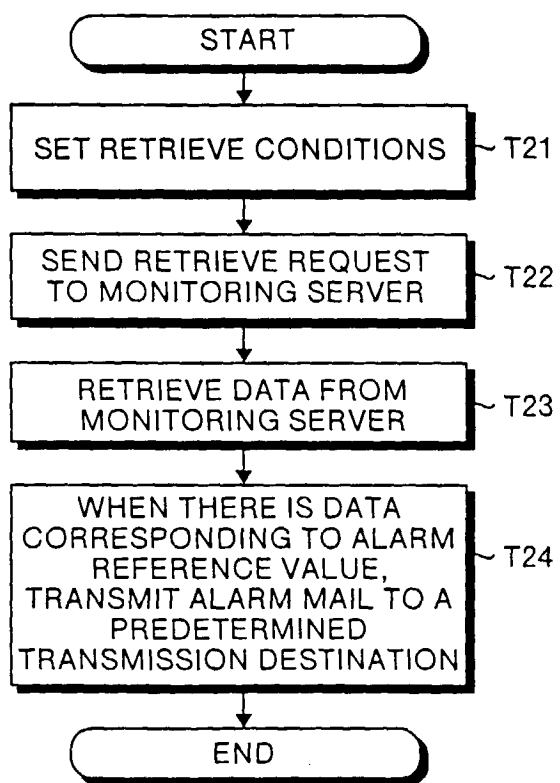 START
SET RETRIEVE CONDITIONS
T21
SEND RETRIEVE REQUEST
TO MONITORING SERVER
T22
RETRIEVE DATA FROM
MONITORING SERVER
T23
WHEN THERE IS DATA
CORRESPONDING TO ALARM
REFERENCE VALUE,
TRANSMIT ALARM MAIL TO A
PREDETERMINED
TRANSMISSION DESTINATION
T24
END